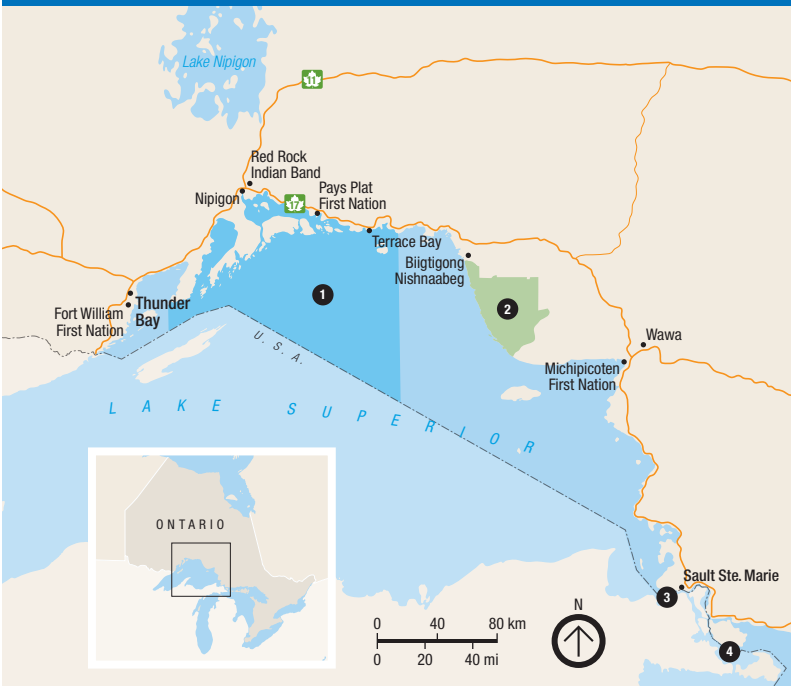 Lake Nipigon
11
Red Rock
Indian Band
Nipigon
17
Pays Plat
First Nation
Terrace Bay
Biigtigong
Nishnaabeg
1
2
Thunder
Bay
Fort William
First Nation
U.S.A.
Wawa
Michipicoten
First Nation
LAKE SUPERIOR
ONTARIO
Sault Ste. Marie
3
4
0 40 80 km
0 20 40 mi
N